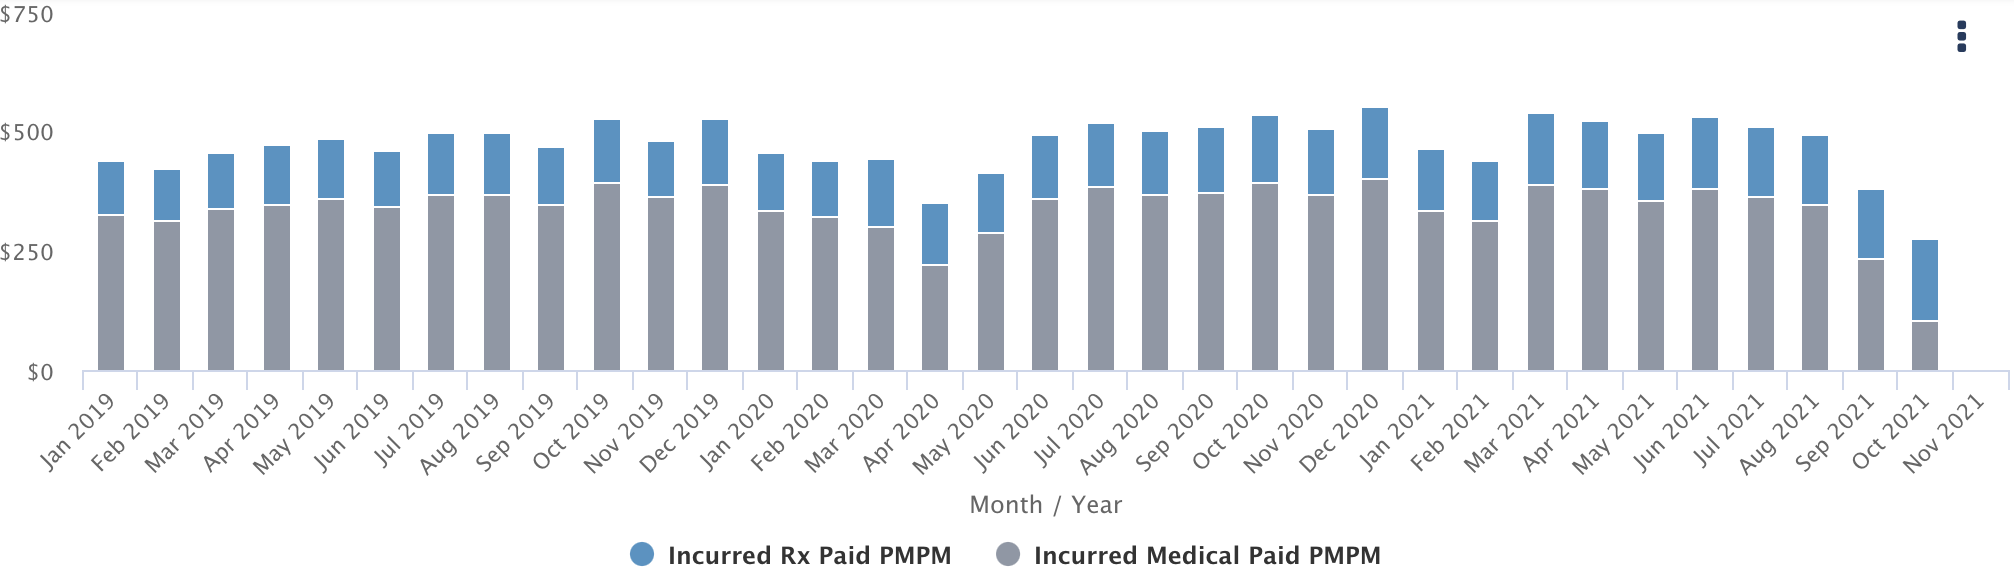 $750
$500
$250
$0
Jan 2019
Feb 2019
Mar 2019
Apr 2019
May 2019
Jun 2019
Jul 2019
Aug 2019
Sep 2019
Oct 2019
Nov 2019
Dec 2019
Jan 2020
Feb 2020
Mar 2020
Apr 2020
May 2020
Jun 2020
Jul 2020
Aug 2020
Sep 2020
Oct 2020
Nov 2020
Dec 2020
Jan 2021
Feb 2021
Mar 2021
Apr 2021
May 2021
Jun 2021
Jul 2021
Aug 2021
Sep 2021
Oct 2021
Nov 2021
Month / Year
Incurred Rx Paid PMPM
Incurred Medical Paid PMPM